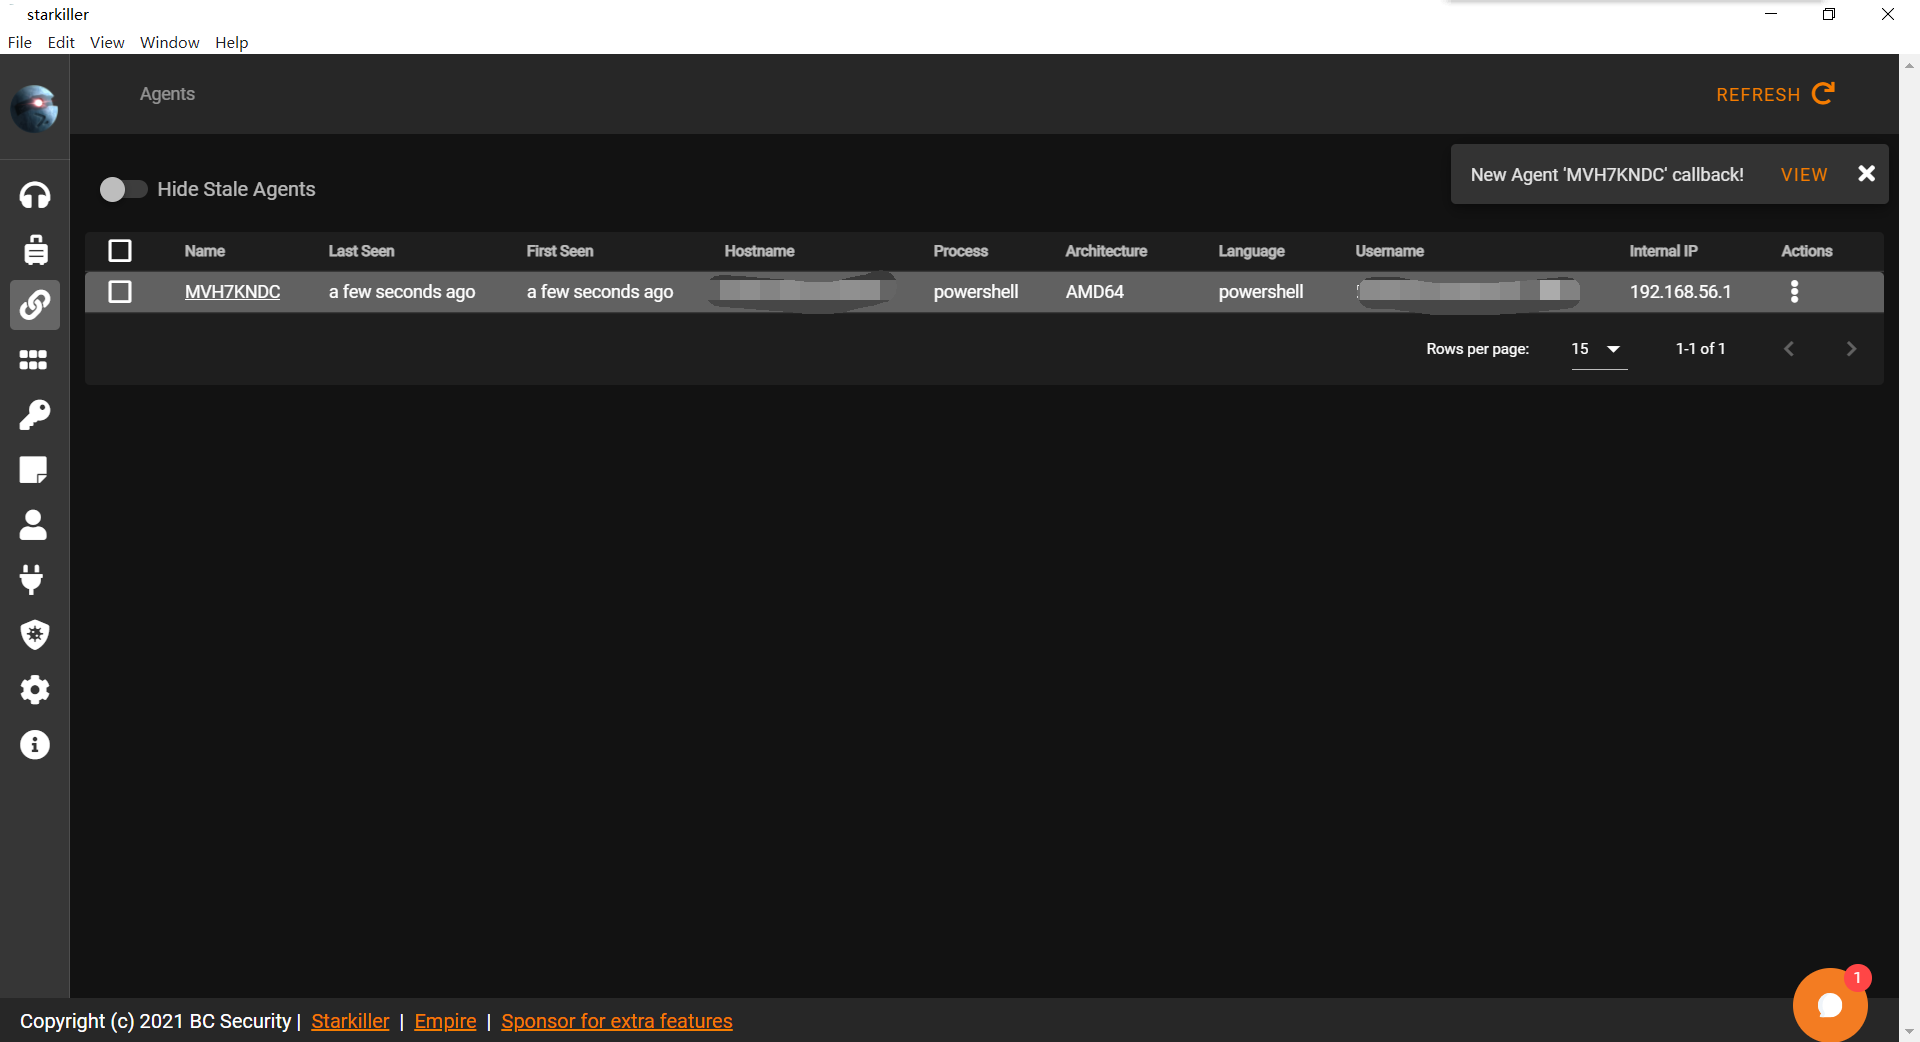 starkiller
File Edit View Window Help
Agents
REFRESH
New Agent 'MVH7KNDC' callback! VIEW
Hide Stale Agents
Name Last Seen First Seen Hostname Process Architecture Language Username Internal IP Actions
MVH7KNDC a few seconds ago a few seconds ago powershell AMD64 powershell 192.168.56.1
Rows per page: 15 1-1 of 1
1
Copyright (c) 2021 BC Security | Starkiller | Empire | Sponsor for extra features